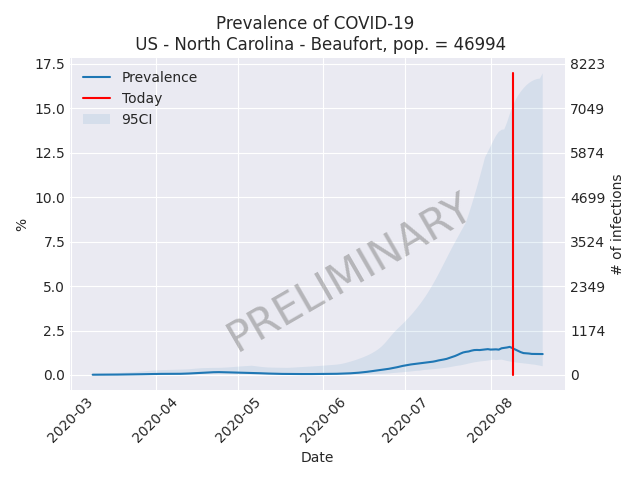 Prevalence of COVID-19
US - North Carolina - Beaufort, pop. = 46994
Prevalence
Today
95CI
PRELIMINARY
%
17.5
15.0
12.5
10.0
7.5
5.0
2.5
0.0
8223
7049
5874
4699
3524
2349
1174
0
# of infections
2020-03
2020-04
2020-05
2020-06
2020-07
2020-08
Date